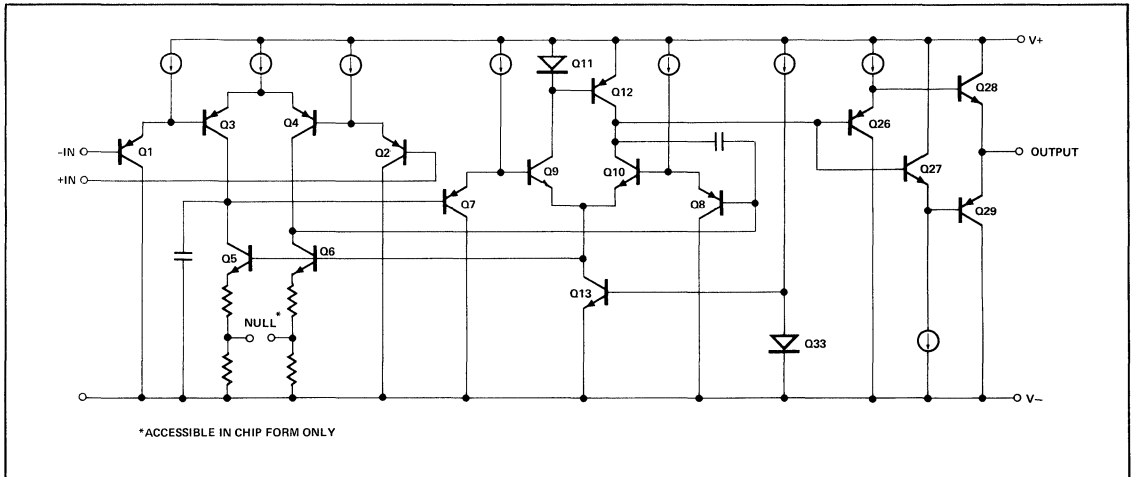 V+
Q11
Q12
Q28
Q3
Q4
Q26
-IN
Q1
Q2
OUTPUT
+IN
Q9
Q10
Q27
Q7
Q8
Q29
Q5
Q6
Q13
NULL*
Q33
V-
*ACCESSIBLE IN CHIP FORM ONLY